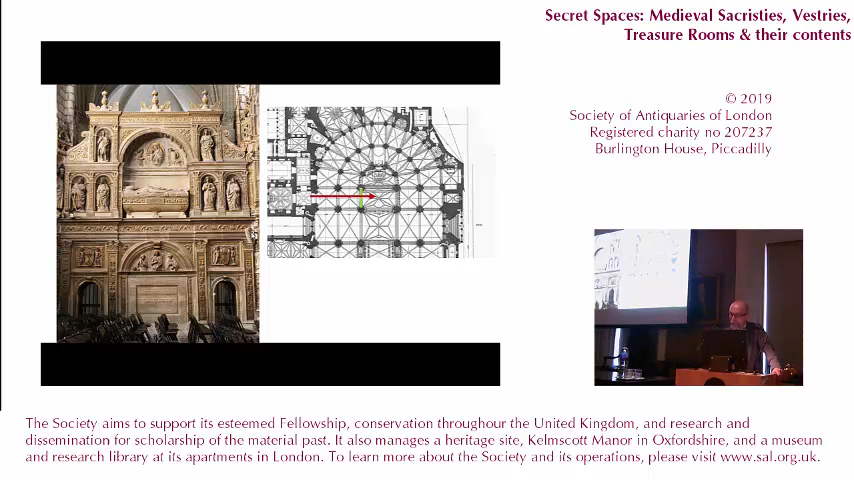 Secret Spaces: Medieval Sacristies, Vestries,
Treasure Rooms & their contents
© 2019
Society of Antiquaries of London
Registered charity no 207237
Burlington House, Piccadilly
The Society aims to support its esteemed Fellowship, conservation throughour the United Kingdom, and research and
dissemination for scholarship of the material past. It also manages a heritage site, Kelmscott Manor in Oxfordshire, and a museum
and research library at its apartments in London. To learn more about the Society and its operations, please visit www.sal.org.uk.